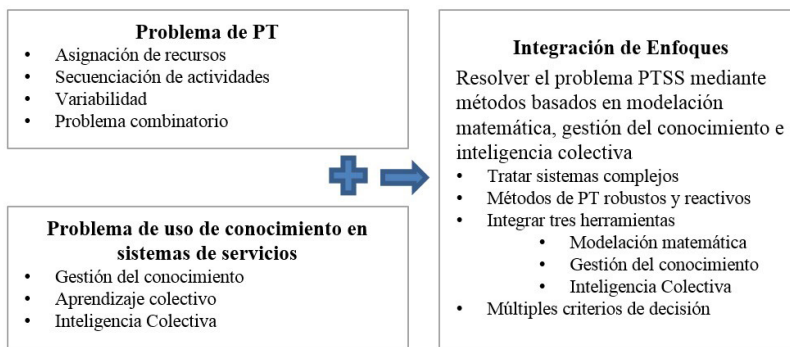 Problema de PT
• Asignación de recursos
• Secuenciación de actividades
• Variabilidad
• Problema combinatorio
Problema de uso de conocimiento en
sistemas de servicios
• Gestión del conocimiento
• Aprendizaje colectivo
• Inteligencia Colectiva
Integración de Enfoques
Resolver el problema PTSS mediante
métodos basados en modelación
matemática, gestión del conocimiento e
inteligencia colectiva
• Tratar sistemas complejos
• Métodos de PT robustos y reactivos
• Integrar tres herramientas
• Modelación matemática
• Gestión del conocimiento
• Inteligencia Colectiva
• Múltiples criterios de decisión